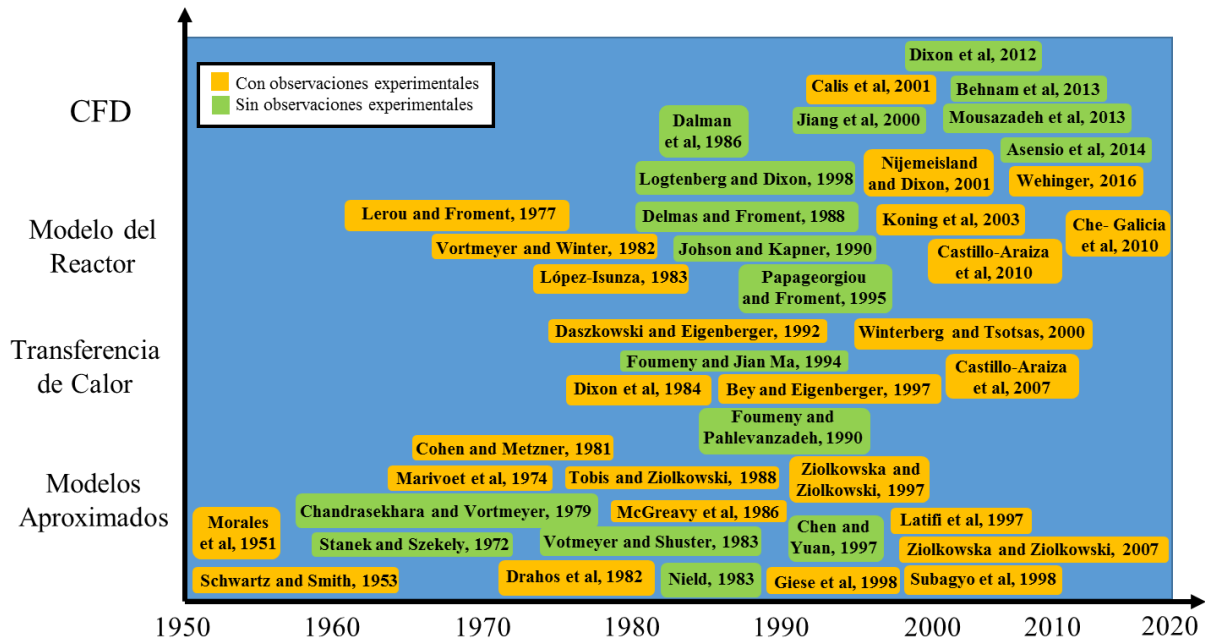 Con observaciones experimentales
Sin observaciones experimentales
CFD
Dixon et al, 2012
Calis et al, 2001
Behnam et al, 2013
Dalman
et al, 1986
Jiang et al, 2000
Mousazadeh et al, 2013
Asensio et al, 2014
Logtenberg and Dixon, 1998
Nijemeisland
and Dixon, 2001
Wehinger, 2016
Modelo del
Reactor
Lerou and Froment, 1977
Delmas and Froment, 1988
Koning et al, 2003
Che- Galicia
et al, 2010
Vortmeyer and Winter, 1982
Johson and Kapner, 1990
Castillo-Araiza
et al, 2010
López-Isunza, 1983
Papageorgiou
and Froment, 1995
Transferencia
de Calor
Daszkowski and Eigenberger, 1992
Winterberg and Tsotsas, 2000
Foumeny and Jian Ma, 1994
Castillo-Araiza
et al, 2007
Dixon et al, 1984
Bey and Eigenberger, 1997
Foumeny and
Pahlevanzadeh, 1990
Modelos
Aproximados
Cohen and Metzner, 1981
Marivoet et al, 1974
Tobis and Ziolkowski, 1988
Ziolkowska and
Ziolkowski, 1997
Chandrasekhara and Vortmeyer, 1979
McGreavy et al, 1986
Latifi et al, 1997
Morales
et al, 1951
Stanek and Szekely, 1972
Votmeyer and Shuster, 1983
Chen and
Yuan, 1997
Ziolkowska and Ziolkowski, 2007
Schwartz and Smith, 1953
Drahos et al, 1982
Nield, 1983
Giese et al, 1998
Subagyo et al, 1998
1950
1960
1970
1980
1990
2000
2010
2020